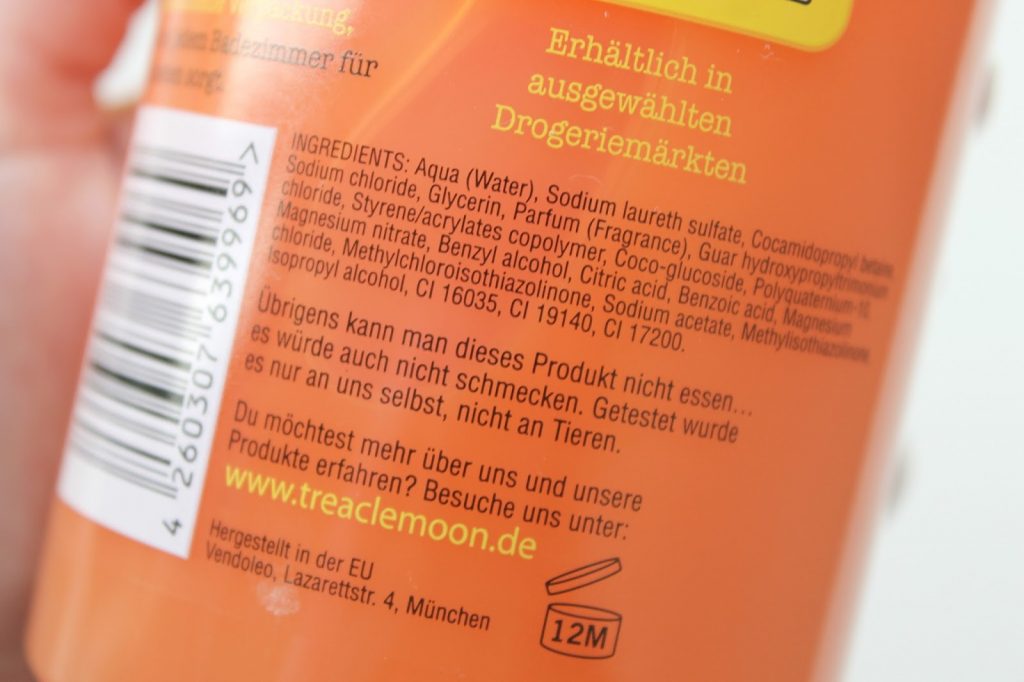 Verpackung,
Badezimmer für
sorgt.
Erhältlich in
ausgewählten
Drogeriemärkten
INGREDIENTS: Aqua (Water), Sodium laureth sulfate, Cocamidopropyl betaine,
Sodium chloride, Glycerin, Parfum (Fragrance), Guar hydroxypropyltrimonium
chloride, Styrene/acrylates copolymer, Coco-glucoside, Polyquaternium-10,
Magnesium nitrate, Benzyl alcohol, Citric acid, Benzoic acid, Magnesium
chloride, Methylchloroisothiazolinone, Sodium acetate, Methylisothiazolinone,
Isopropyl alcohol, CI 16035, CI 19140, CI 17200.
Übrigens kann man dieses Produkt nicht essen...
es würde auch nicht schmecken. Getestet wurde
es nur an uns selbst, nicht an Tieren.
Du möchtest mehr über uns und unsere
Produkte erfahren? Besuche uns unter:
www.treaclemoon.de
Hergestellt in der EU
Vendoleo, Lazarettstr. 4, München
12M
4 260307 639969 >